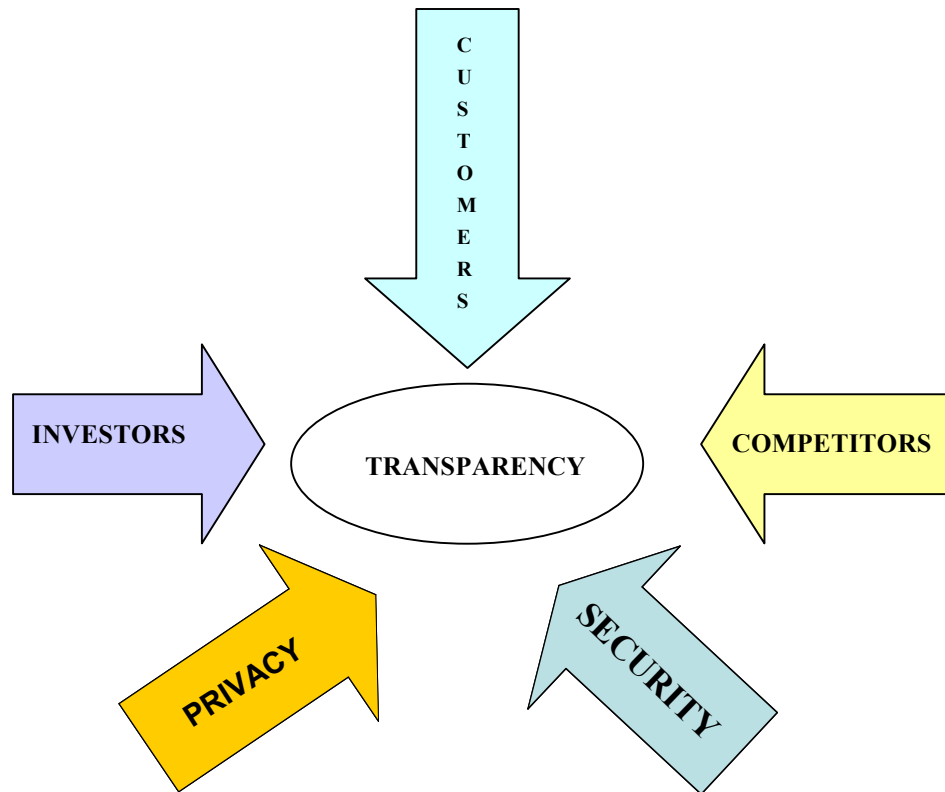 CUSTOMERS
INVESTORS
COMPETITORS
TRANSPARENCY
PRIVACY
SECURITY